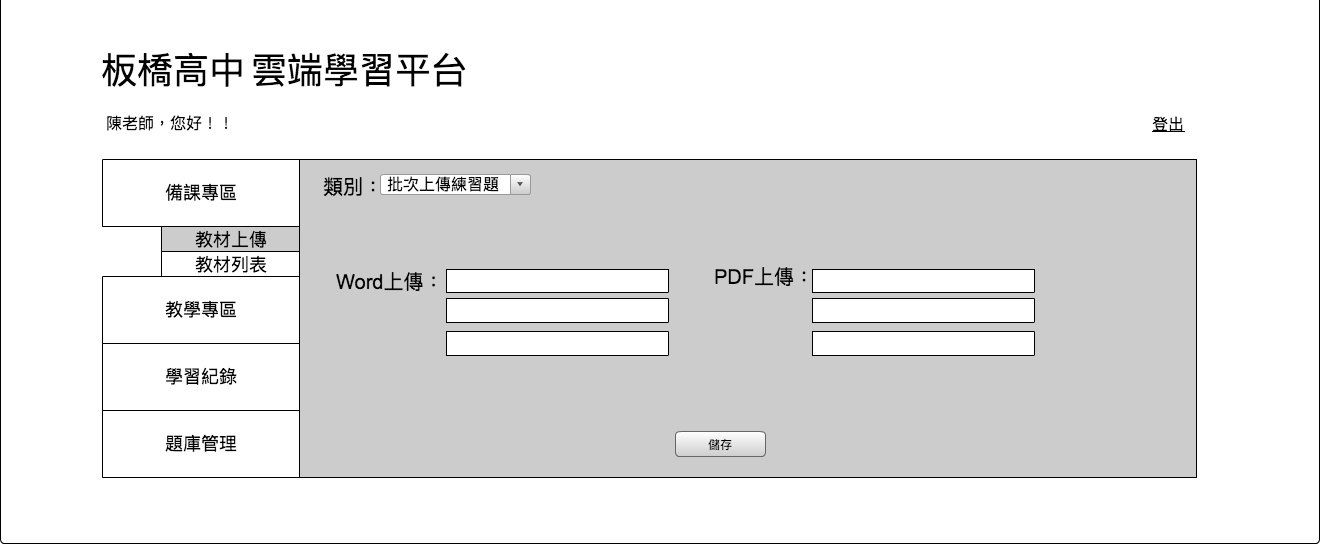 板橋高中 雲端學習平台
陳老師，您好！！
登出
備課專區
教材上傳
教材列表
教學專區
學習紀錄
題庫管理
類別：批次上傳練習題
Word上傳：
PDF上傳：
儲存